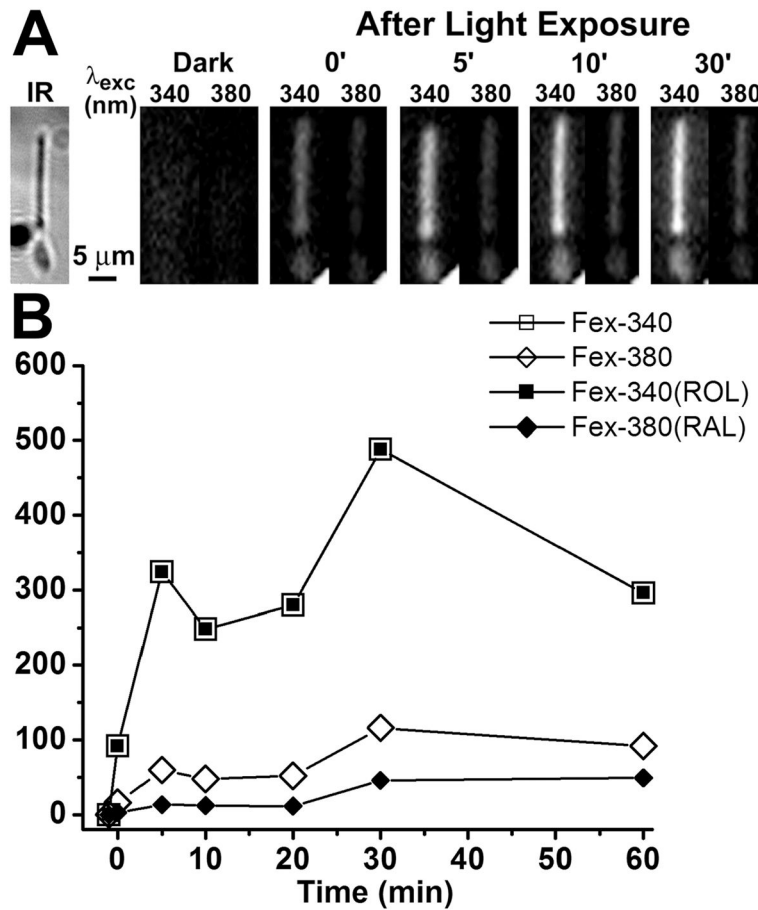 A
After Light Exposure
Dark 0' 5' 10' 30'
IR λexc (nm) 340 380 340 380 340 380 340 380 340 380
5 μm
B
Fex-340
Fex-380
Fex-340(ROL)
Fex-380(RAL)
600
500
400
300
200
100
0
0 10 20 30 40 50 60
Time (min)